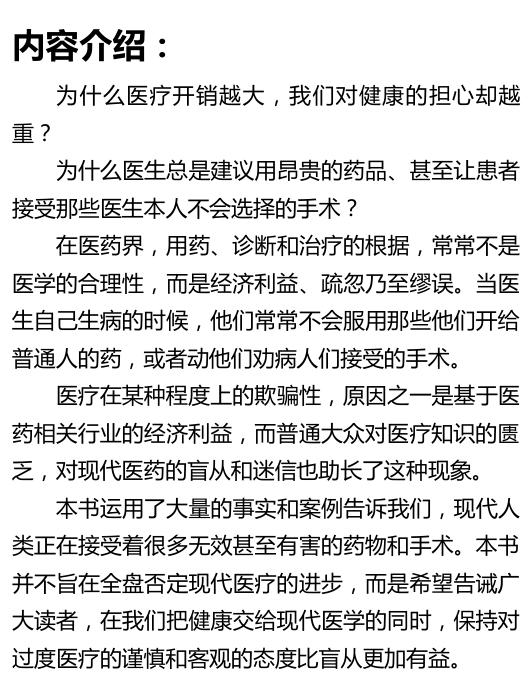 内容介绍：
为什么医疗开销越大，我们对健康的担心却越
重？
为什么医生总是建议用昂贵的药品、甚至让患者
接受那些医生本人不会选择的手术？
在医药界，用药、诊断和治疗的根据，常常不是
医学的合理性，而是经济利益、疏忽乃至缪误。当医
生自己生病的时候，他们常常不会服用那些他们开给
普通人的药，或者动他们劝病人们接受的手术。
医疗在某种程度上的欺骗性，原因之一是基于医
药相关行业的经济利益，而普通大众对医疗知识的匮
乏，对现代医药的盲从和迷信也助长了这种现象。
本书运用了大量的事实和案例告诉我们，现代人
类正在接受着很多无效甚至有害的药物和手术。本书
并不旨在全盘否定现代医疗的进步，而是希望告诫广
大读者，在我们把健康交给现代医学的同时，保持对
过度医疗的谨慎和客观的态度比盲从更加有益。